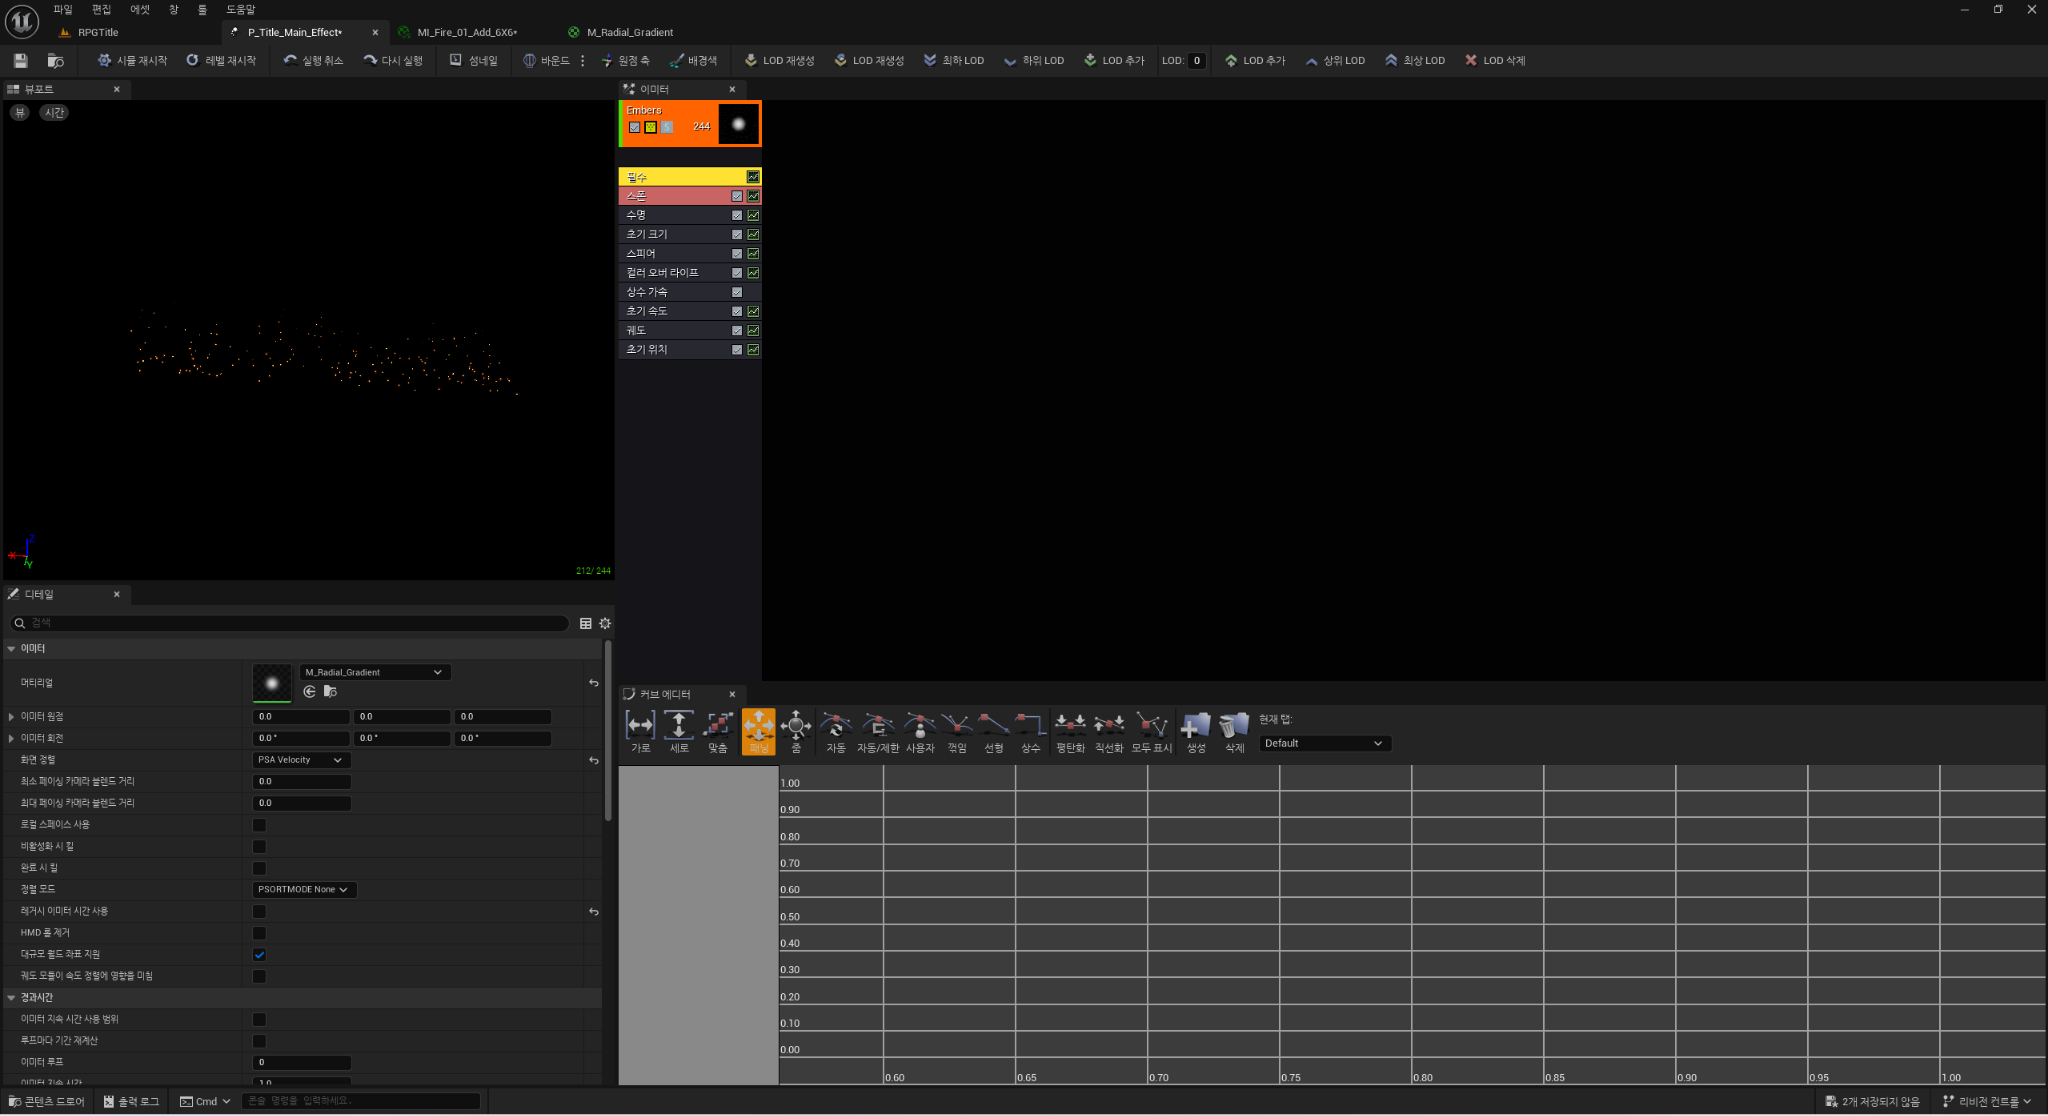 파일 편집 에셋 창 툴 도움말
RPGTitle P_Title_Main_Effect• MI_Fire_01_Add_6X6• M_Radial_Gradient
시뮬 재시작 레벨 재시작 실행 취소 다시 실행 섬네일 바운드 원점 축 배경색 LOD 재생성 LOD 재생성 최하 LOD 하위 LOD LOD 추가 LOD: 0 LOD 추가 상위 LOD 최상 LOD LOD 삭제
뷰포트
뷰 시간
212/ 244
이미터
Embers
244
필수
스폰
수명
초기 크기
스피어
컬러 오버 라이프
상수 가속
초기 속도
궤도
초기 위치
디테일
검색
이미터
머티리얼 M_Radial_Gradient
이미터 원점 0.0 0.0 0.0
이미터 회전 0.0 ° 0.0 ° 0.0 °
화면 정렬 PSA Velocity
최소 페이싱 카메라 블렌드 거리 0.0
최대 페이싱 카메라 블렌드 거리 0.0
로컬 스페이스 사용
비활성화 시 킬
완료 시 킬
정렬 모드 PSORTMODE None
레거시 이미터 시간 사용
HMD 롤 제거
대규모 월드 좌표 지원
궤도 모듈이 속도 정렬에 영향을 미침
경과시간
이미터 지속 시간 사용 범위
루프마다 기간 재계산
이미터 루프 0
이미터 지속 시간 1.0
커브 에디터
가로 세로 맞춤 패닝 줌 자동 자동/제한 사용자 꺾임 선형 상수 평탄화 직선화 모두 표시 생성 삭제
현재 탭:
Default
1.00
0.90
0.80
0.70
0.60
0.50
0.40
0.30
0.20
0.10
0.00
0.60 0.65 0.70 0.75 0.80 0.85 0.90 0.95 1.00
콘텐츠 드로어 출력 로그 Cmd 콘솔 명령을 입력하세요. 2개 저장되지 않음 리비전 컨트롤